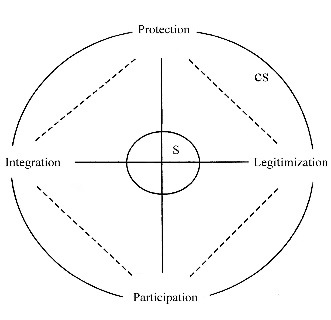 Protection
cs
S
Integration
Legitimization
Participation